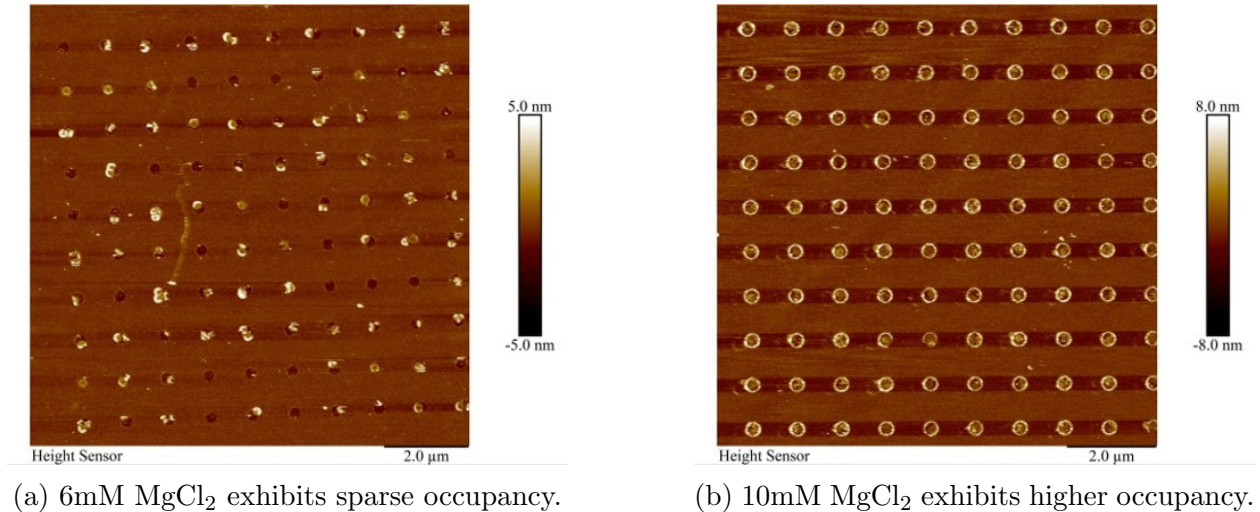 5.0 nm
-5.0 nm
Height Sensor
2.0 µm
(a) 6mM MgCl₂ exhibits sparse occupancy.
8.0 nm
-8.0 nm
Height Sensor
2.0 µm
(b) 10mM MgCl₂ exhibits higher occupancy.